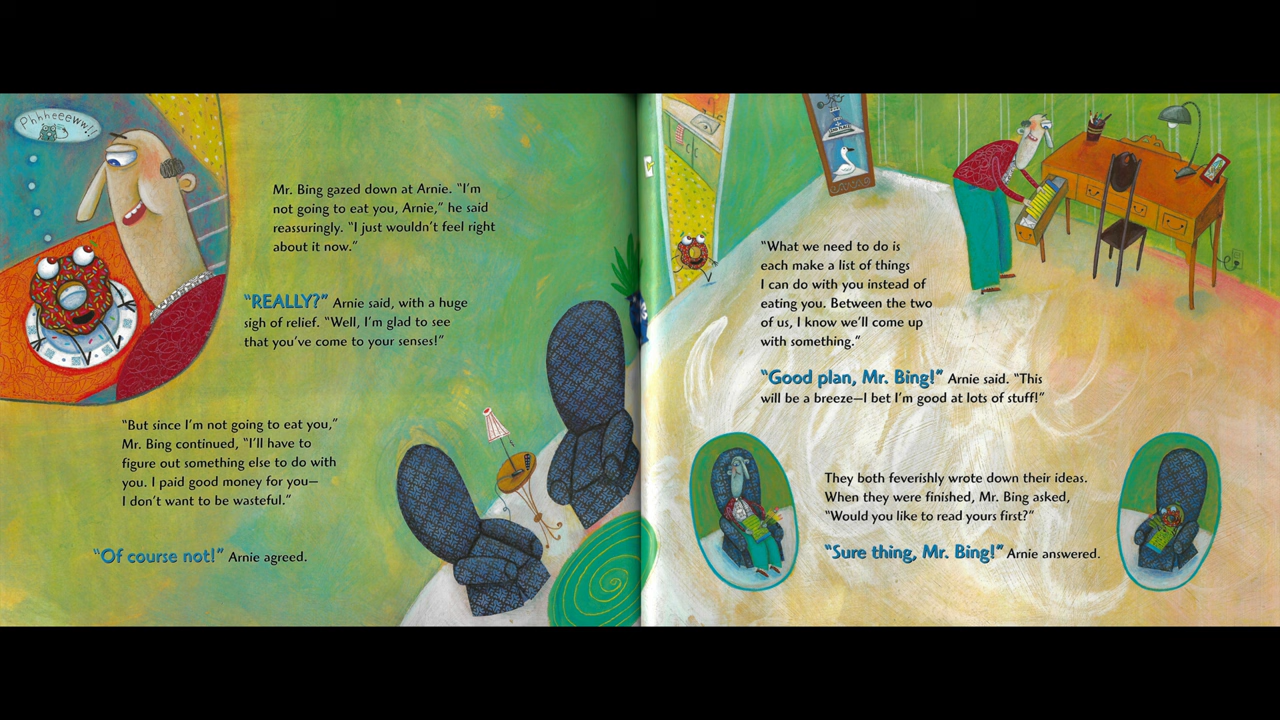 Phhheeeww!!
Mr. Bing gazed down at Arnie. “I’m
not going to eat you, Arnie,” he said
reassuringly. “I just wouldn’t feel right
about it now.”
“REALLY?” Arnie said, with a huge
sigh of relief. “Well, I’m glad to see
that you’ve come to your senses!”
“But since I’m not going to eat you,”
Mr. Bing continued, “I’ll have to
figure out something else to do with
you. I paid good money for you—
I don’t want to be wasteful.”
“Of course not!” Arnie agreed.
“What we need to do is
each make a list of things
I can do with you instead of
eating you. Between the two
of us, I know we’ll come up
with something.”
“Good plan, Mr. Bing!” Arnie said. “This
will be a breeze—I bet I’m good at lots of stuff!”
They both feverishly wrote down their ideas.
When they were finished, Mr. Bing asked,
“Would you like to read yours first?”
“Sure thing, Mr. Bing!” Arnie answered.